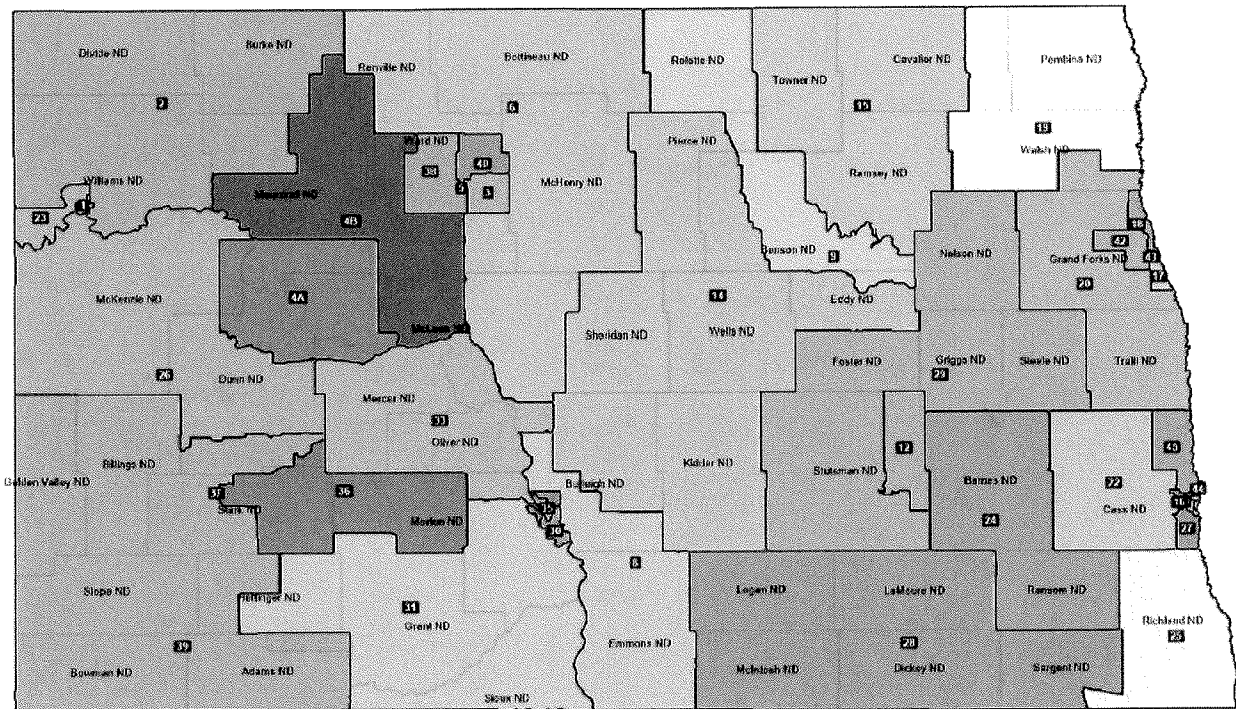 Divide ND
Burke ND
Renville ND
Bottineau ND
Rolette ND
Towner ND
Cavalier ND
Pembina ND
2
6
15
19
Walsh ND
Ward ND
Pierce ND
Williams ND
Mountrail ND
38
40
5
3
McHenry ND
Ramsey ND
23
1
4B
18
Benson ND
9
Nelson ND
42
43
Grand Forks ND
17
20
McKenzie ND
4A
14
Eddy ND
McLean ND
Sheridan ND
Wells ND
Foster ND
Griggs ND
Steele ND
Traill ND
26
Dunn ND
29
Mercer ND
33
Oliver ND
Billings ND
Golden Valley ND
Kidder ND
Stutsman ND
12
Barnes ND
22
Cass ND
Burleigh ND
37
Stark ND
36
Morton ND
24
27
8
Slope ND
Hettinger ND
31
Grant ND
Logan ND
LaMoure ND
Ransom ND
Richland ND
25
39
Emmons ND
28
Bowman ND
Adams ND
McIntosh ND
Dickey ND
Sargent ND
Sioux ND